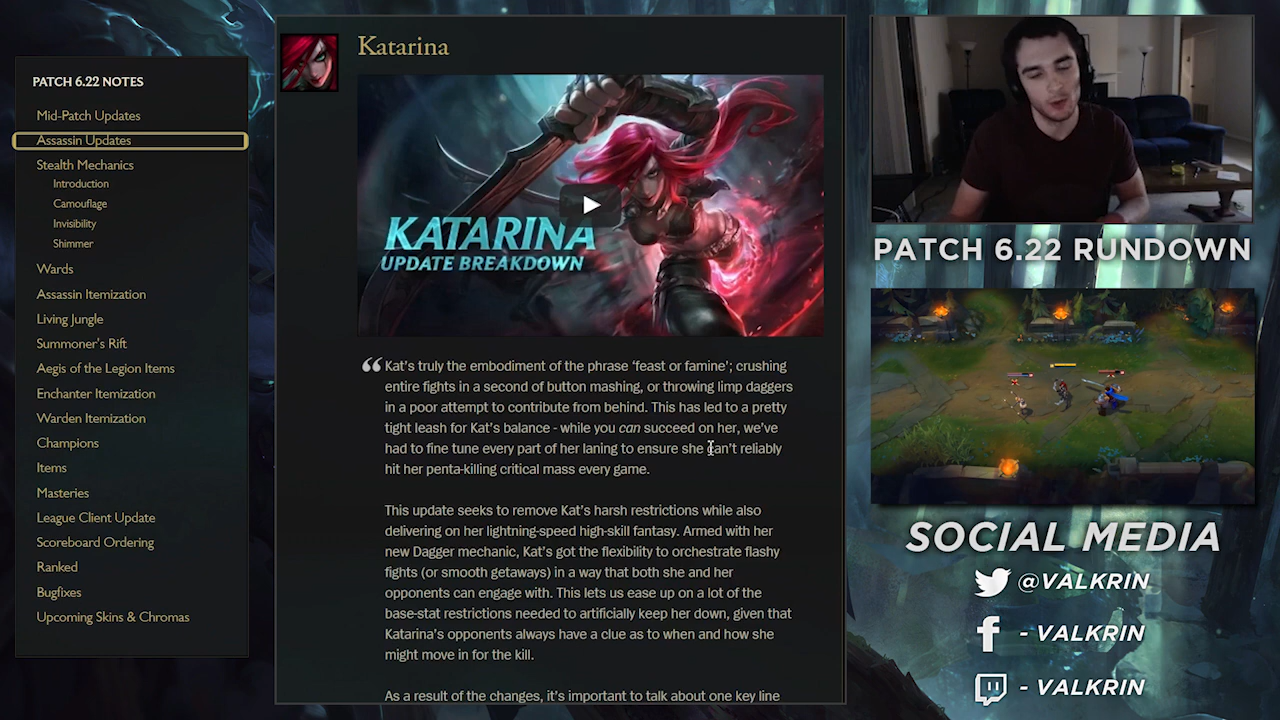 PATCH 6.22 NOTES
Mid-Patch Updates
Assassin Updates
Stealth Mechanics
Introduction
Camouflage
Invisibility
Shimmer
Wards
Assassin Itemization
Living Jungle
Summoner's Rift
Aegis of the Legion Items
Enchanter Itemization
Warden Itemization
Champions
Items
Masteries
League Client Update
Scoreboard Ordering
Ranked
Bugfixes
Upcoming Skins & Chromas
Katarina
KATARINA
UPDATE BREAKDOWN
“ Kat's truly the embodiment of the phrase ‘feast or famine’; crushing
entire fights in a second of button mashing, or throwing limp daggers
in a poor attempt to contribute from behind. This has led to a pretty
tight leash for Kat's balance - while you can succeed on her, we've
had to fine tune every part of her laning to ensure she can't reliably
hit her penta-killing critical mass every game.
This update seeks to remove Kat's harsh restrictions while also
delivering on her lightning-speed high-skill fantasy. Armed with her
new Dagger mechanic, Kat's got the flexibility to orchestrate flashy
fights (or smooth getaways) in a way that both she and her
opponents can engage with. This lets us ease up on a lot of the
base-stat restrictions needed to artificially keep her down, given that
Katarina's opponents always have a clue as to when and how she
might move in for the kill.
As a result of the changes, it's important to talk about one key line
PATCH 6.22 RUNDOWN
SOCIAL MEDIA
@VALKRIN
- VALKRIN
- VALKRIN